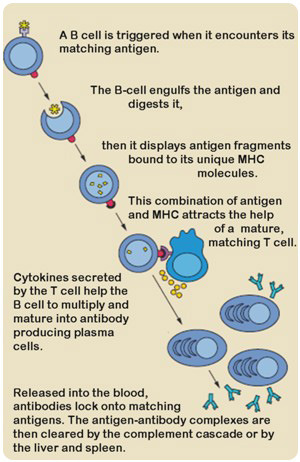 A B cell is triggered when it encounters its
matching antigen.
The B-cell engulfs the antigen and
digests it,
then it displays antigen fragments
bound to its unique MHC
molecules.
This combination of antigen
and MHC attracts the help
of a mature,
matching T cell.
Cytokines secreted
by the T cell help the
B cell to multiply and
mature into antibody
producing plasma
cells.
Released into the blood,
antibodies lock onto matching
antigens. The antigen-antibody complexes are
then cleared by the complement cascade or by
the liver and spleen.